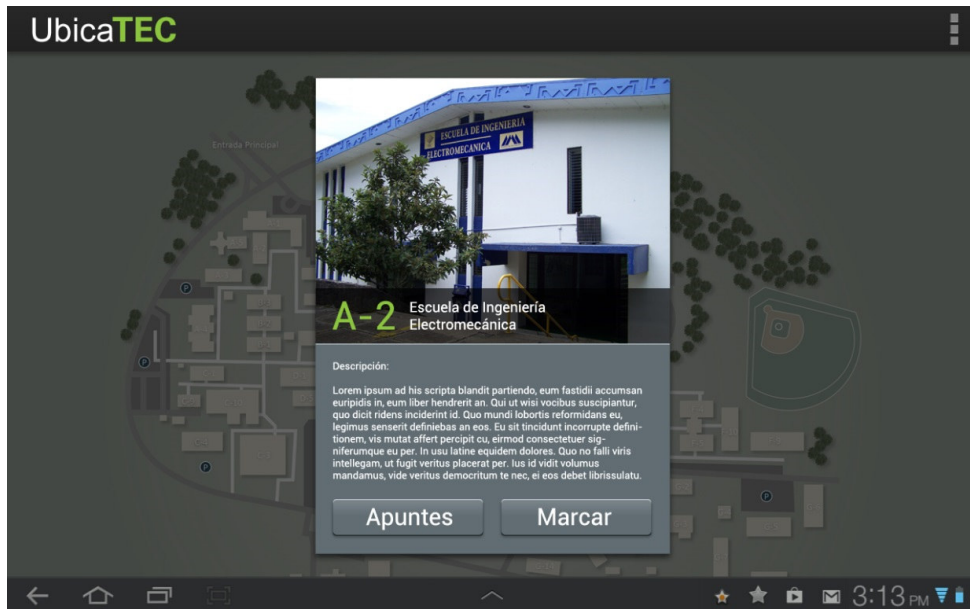 UbicaTEC
Entrada Principal
ESCUELA DE INGENIERIA
ELECTROMECANICA
A-2
Escuela de Ingeniería
Electromecánica
Descripción:
Lorem ipsum ad his scripta blandit partiendo, eum fastidii accumsan
euripidis in, eum liber hendrerit an. Qui ut wisi vocibus suscipiantur,
quo dicit ridens inciderint id. Quo mundi lobortis reformidans eu,
legimus senserit definiebas an eos. Eu sit tincidunt incorrupte defini-
tionem, vis mutat affert percipit cu, eirmod consectetuer sig-
niferumque eu per. In usu latine equidem dolores. Quo no falli viris
intellegam, ut fugit veritus placerat per. Ius id vidit volumus
mandamus, vide veritus democritum te nec, ei eos debet librissulatu.
Apuntes
Marcar
P
P
P
P
3:13 PM